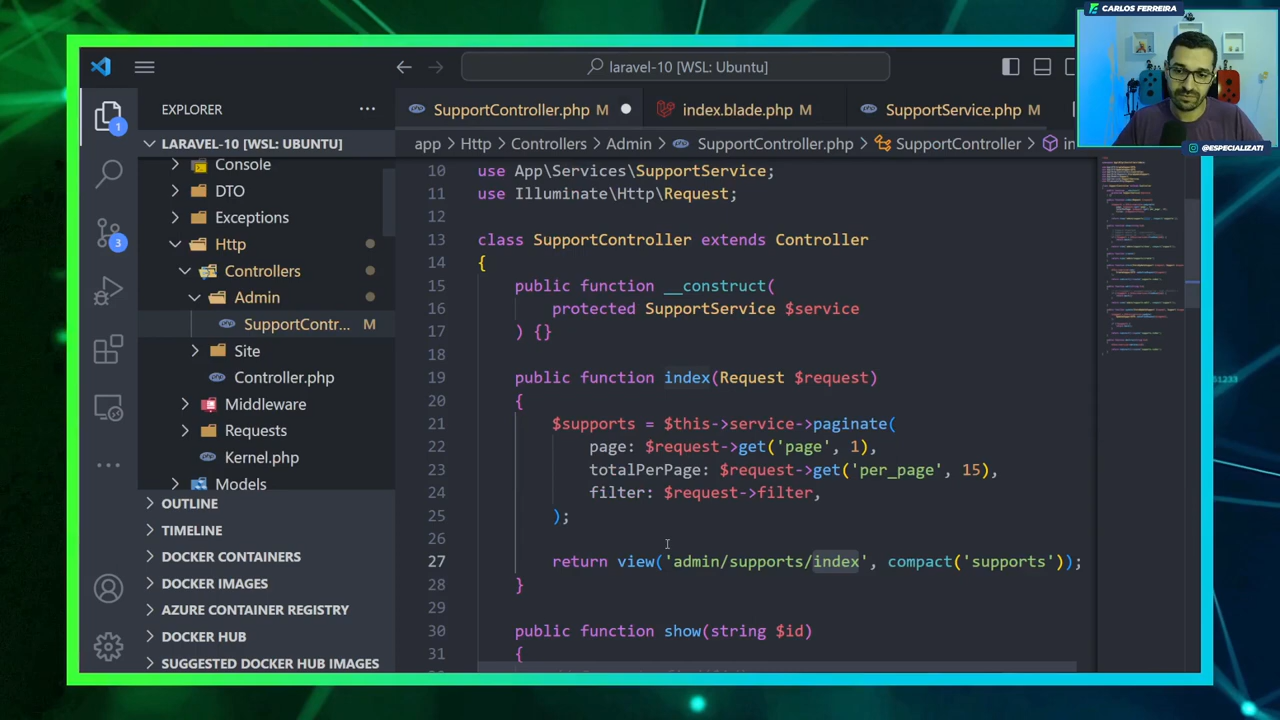 CARLOS FERREIRA
laravel-10 [WSL: Ubuntu]
EXPLORER
SupportController.php M
index.blade.php M
SupportService.php M
LARAVEL-10 [WSL: UBUNTU]
app > Http > Controllers > Admin > SupportController.php > SupportController > in
@ESPECIALIZATI
1
3
Console
DTO
Exceptions
Http
Controllers
Admin
SupportContr... M
Site
Controller.php
Middleware
Requests
Kernel.php
Models
OUTLINE
TIMELINE
DOCKER CONTAINERS
DOCKER IMAGES
AZURE CONTAINER REGISTRY
DOCKER HUB
SUGGESTED DOCKER HUB IMAGES
10 use App\Services\SupportService;
11 use Illuminate\Http\Request;
12
13 class SupportController extends Controller
14 {
15 public function __construct(
16 protected SupportService $service
17 ) {}
18
19 public function index(Request $request)
20 {
21 $supports = $this->service->paginate(
22 page: $request->get('page', 1),
23 totalPerPage: $request->get('per_page', 15),
24 filter: $request->filter,
25 );
26
27 return view('admin/supports/index', compact('supports'));
28 }
29
30 public function show(string $id)
31 {